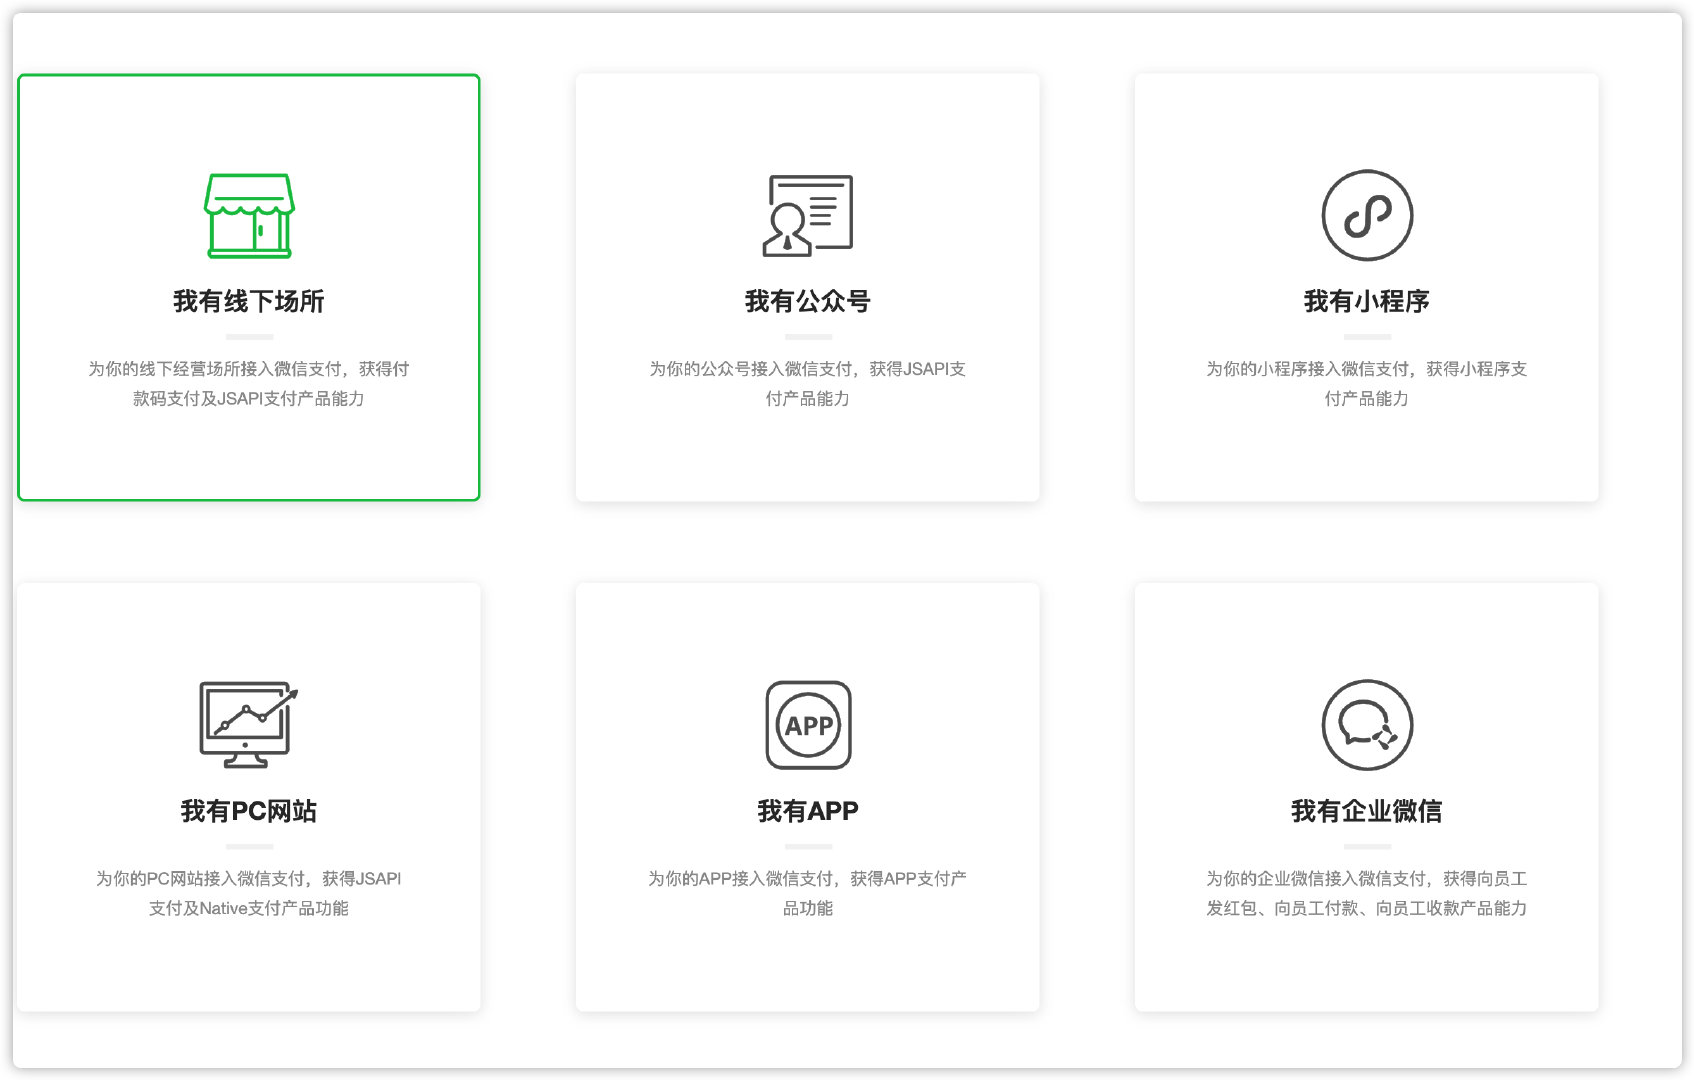 我有线下场所
为你的线下经营场所接入微信支付，获得付
款码支付及JSAPI支付产品能力
我有公众号
为你的公众号接入微信支付，获得JSAPI支
付产品能力
我有小程序
为你的小程序接入微信支付，获得小程序支
付产品能力
我有PC网站
为你的PC网站接入微信支付，获得JSAPI
支付及Native支付产品功能
APP
我有APP
为你的APP接入微信支付，获得APP支付产
品功能
我有企业微信
为你的企业微信接入微信支付，获得向员工
发红包、向员工付款、向员工收款产品能力